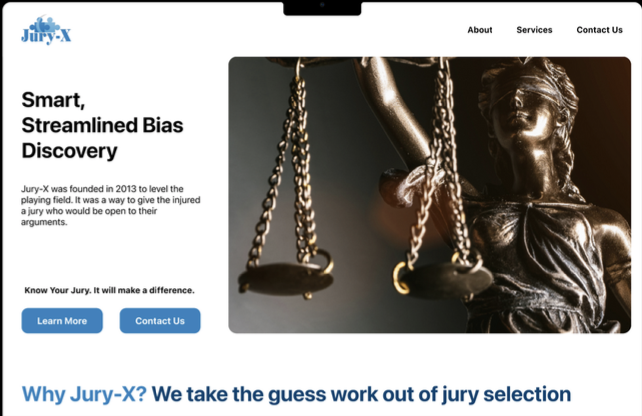 Jury-X
About Services Contact Us
Smart,
Streamlined Bias
Discovery
Jury-X was founded in 2013 to level the
playing field. It was a way to give the injured
a jury who would be open to their
arguments.
Know Your Jury. It will make a difference.
Learn More Contact Us
Why Jury-X? We take the guess work out of jury selection